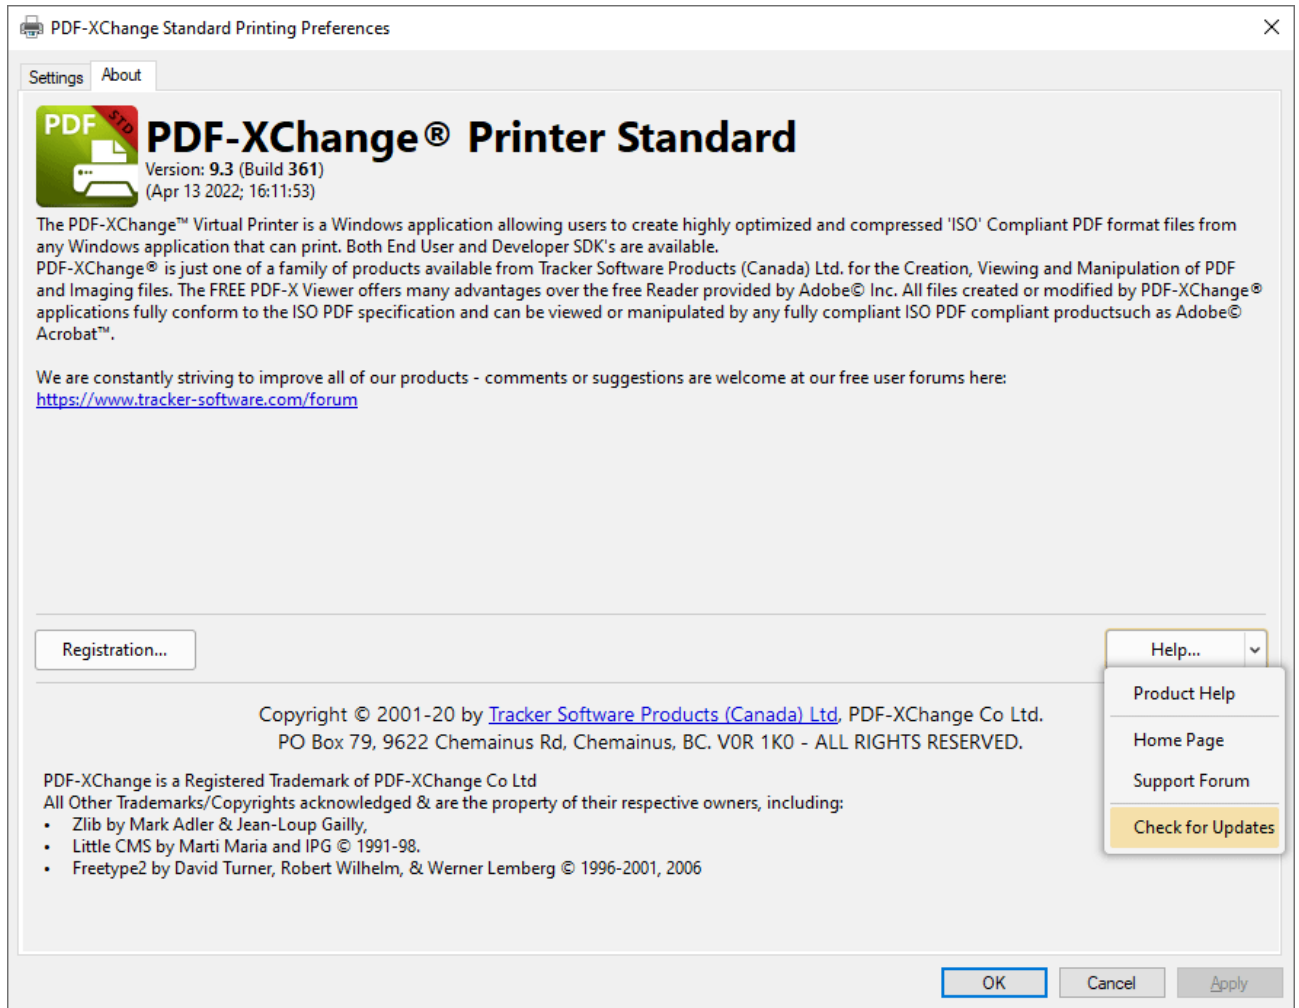 PDF-XChange Standard Printing Preferences
Settings
About
PDF
STD
PDF-XChange® Printer Standard
Version: 9.3 (Build 361)
(Apr 13 2022; 16:11:53)
The PDF-XChange™ Virtual Printer is a Windows application allowing users to create highly optimized and compressed 'ISO' Compliant PDF format files from
any Windows application that can print. Both End User and Developer SDK's are available.
PDF-XChange® is just one of a family of products available from Tracker Software Products (Canada) Ltd. for the Creation, Viewing and Manipulation of PDF
and Imaging files. The FREE PDF-X Viewer offers many advantages over the free Reader provided by Adobe© Inc. All files created or modified by PDF-XChange®
applications fully conform to the ISO PDF specification and can be viewed or manipulated by any fully compliant ISO PDF compliant productsuch as Adobe©
Acrobat™.
We are constantly striving to improve all of our products - comments or suggestions are welcome at our free user forums here:
https://www.tracker-software.com/forum
Registration...
Help...
Product Help
Home Page
Support Forum
Check for Updates
Copyright © 2001-20 by Tracker Software Products (Canada) Ltd, PDF-XChange Co Ltd.
PO Box 79, 9622 Chemainus Rd, Chemainus, BC. V0R 1K0 - ALL RIGHTS RESERVED.
PDF-XChange is a Registered Trademark of PDF-XChange Co Ltd
All Other Trademarks/Copyrights acknowledged & are the property of their respective owners, including:
• Zlib by Mark Adler & Jean-Loup Gailly,
• Little CMS by Marti Maria and IPG © 1991-98.
• Freetype2 by David Turner, Robert Wilhelm, & Werner Lemberg © 1996-2001, 2006
OK
Cancel
Apply